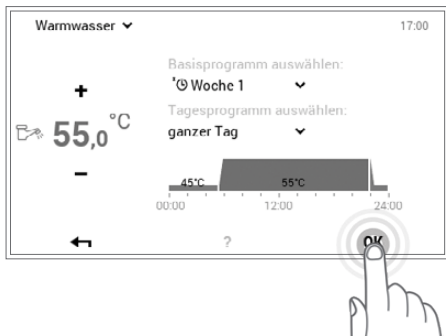 Warmwasser 17:00
Basisprogramm auswählen:
Woche 1
Tagesprogramm auswählen:
ganzer Tag
+
55,0 °C
–
45°C 55°C
00:00 12:00 24:00
? OK